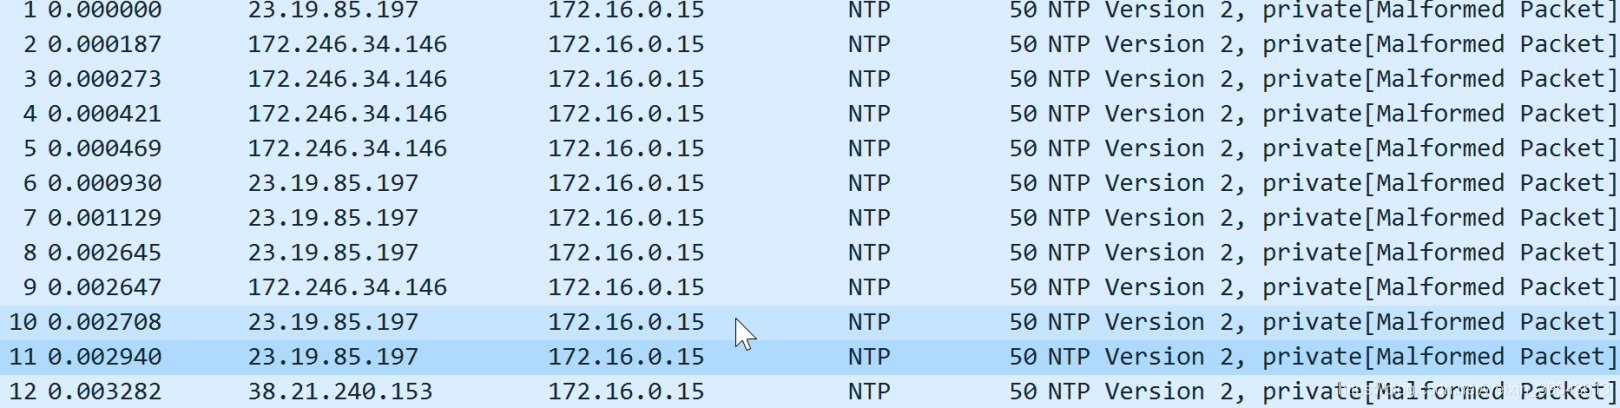 1 0.000000 23.19.85.197 172.16.0.15 NTP 50 NTP Version 2, private[Malformed Packet]
2 0.000187 172.246.34.146 172.16.0.15 NTP 50 NTP Version 2, private[Malformed Packet]
3 0.000273 172.246.34.146 172.16.0.15 NTP 50 NTP Version 2, private[Malformed Packet]
4 0.000421 172.246.34.146 172.16.0.15 NTP 50 NTP Version 2, private[Malformed Packet]
5 0.000469 172.246.34.146 172.16.0.15 NTP 50 NTP Version 2, private[Malformed Packet]
6 0.000930 23.19.85.197 172.16.0.15 NTP 50 NTP Version 2, private[Malformed Packet]
7 0.001129 23.19.85.197 172.16.0.15 NTP 50 NTP Version 2, private[Malformed Packet]
8 0.002645 23.19.85.197 172.16.0.15 NTP 50 NTP Version 2, private[Malformed Packet]
9 0.002647 172.246.34.146 172.16.0.15 NTP 50 NTP Version 2, private[Malformed Packet]
10 0.002708 23.19.85.197 172.16.0.15 NTP 50 NTP Version 2, private[Malformed Packet]
11 0.002940 23.19.85.197 172.16.0.15 NTP 50 NTP Version 2, private[Malformed Packet]
12 0.003282 38.21.240.153 172.16.0.15 NTP 50 NTP Version 2, private[Malformed Packet]